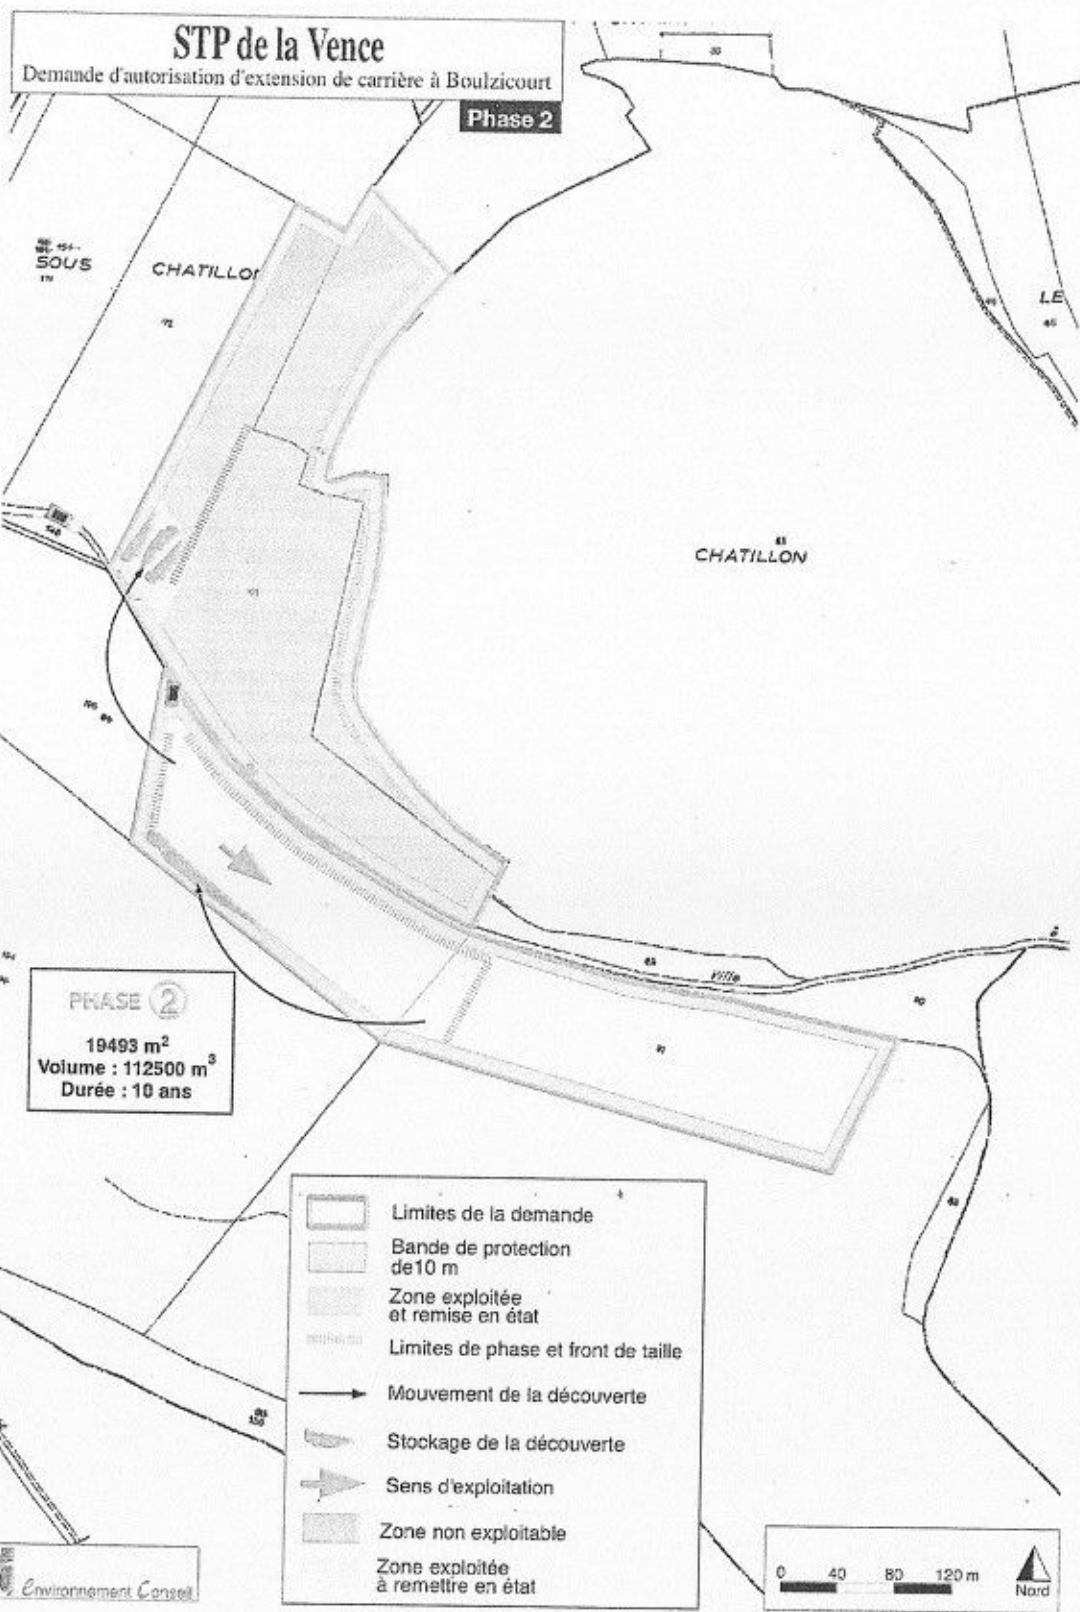 STP de la Vence
Demande d'autorisation d'extension de carrière à Boulzicourt
Phase 2
SOUS
CHATILLON
LE
CHATILLON
Ville
PHASE 2
19493 m²
Volume : 112500 m³
Durée : 10 ans
Limites de la demande
Bande de protection
de10 m
Zone exploitée
et remise en état
Limites de phase et front de taille
Mouvement de la découverte
Stockage de la découverte
Sens d'exploitation
Zone non exploitable
Zone exploitée
à remettre en état
Environnement Conseil
0 40 80 120 m
Nord